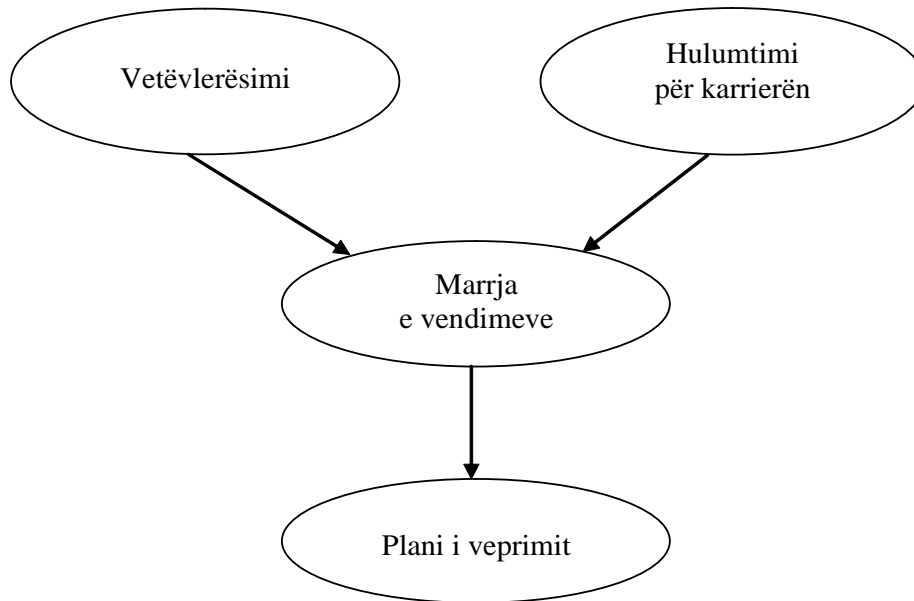 Vetëvlerësimi
Hulumtimi
për karrierën
Marrja
e vendimeve
Plani i veprimit